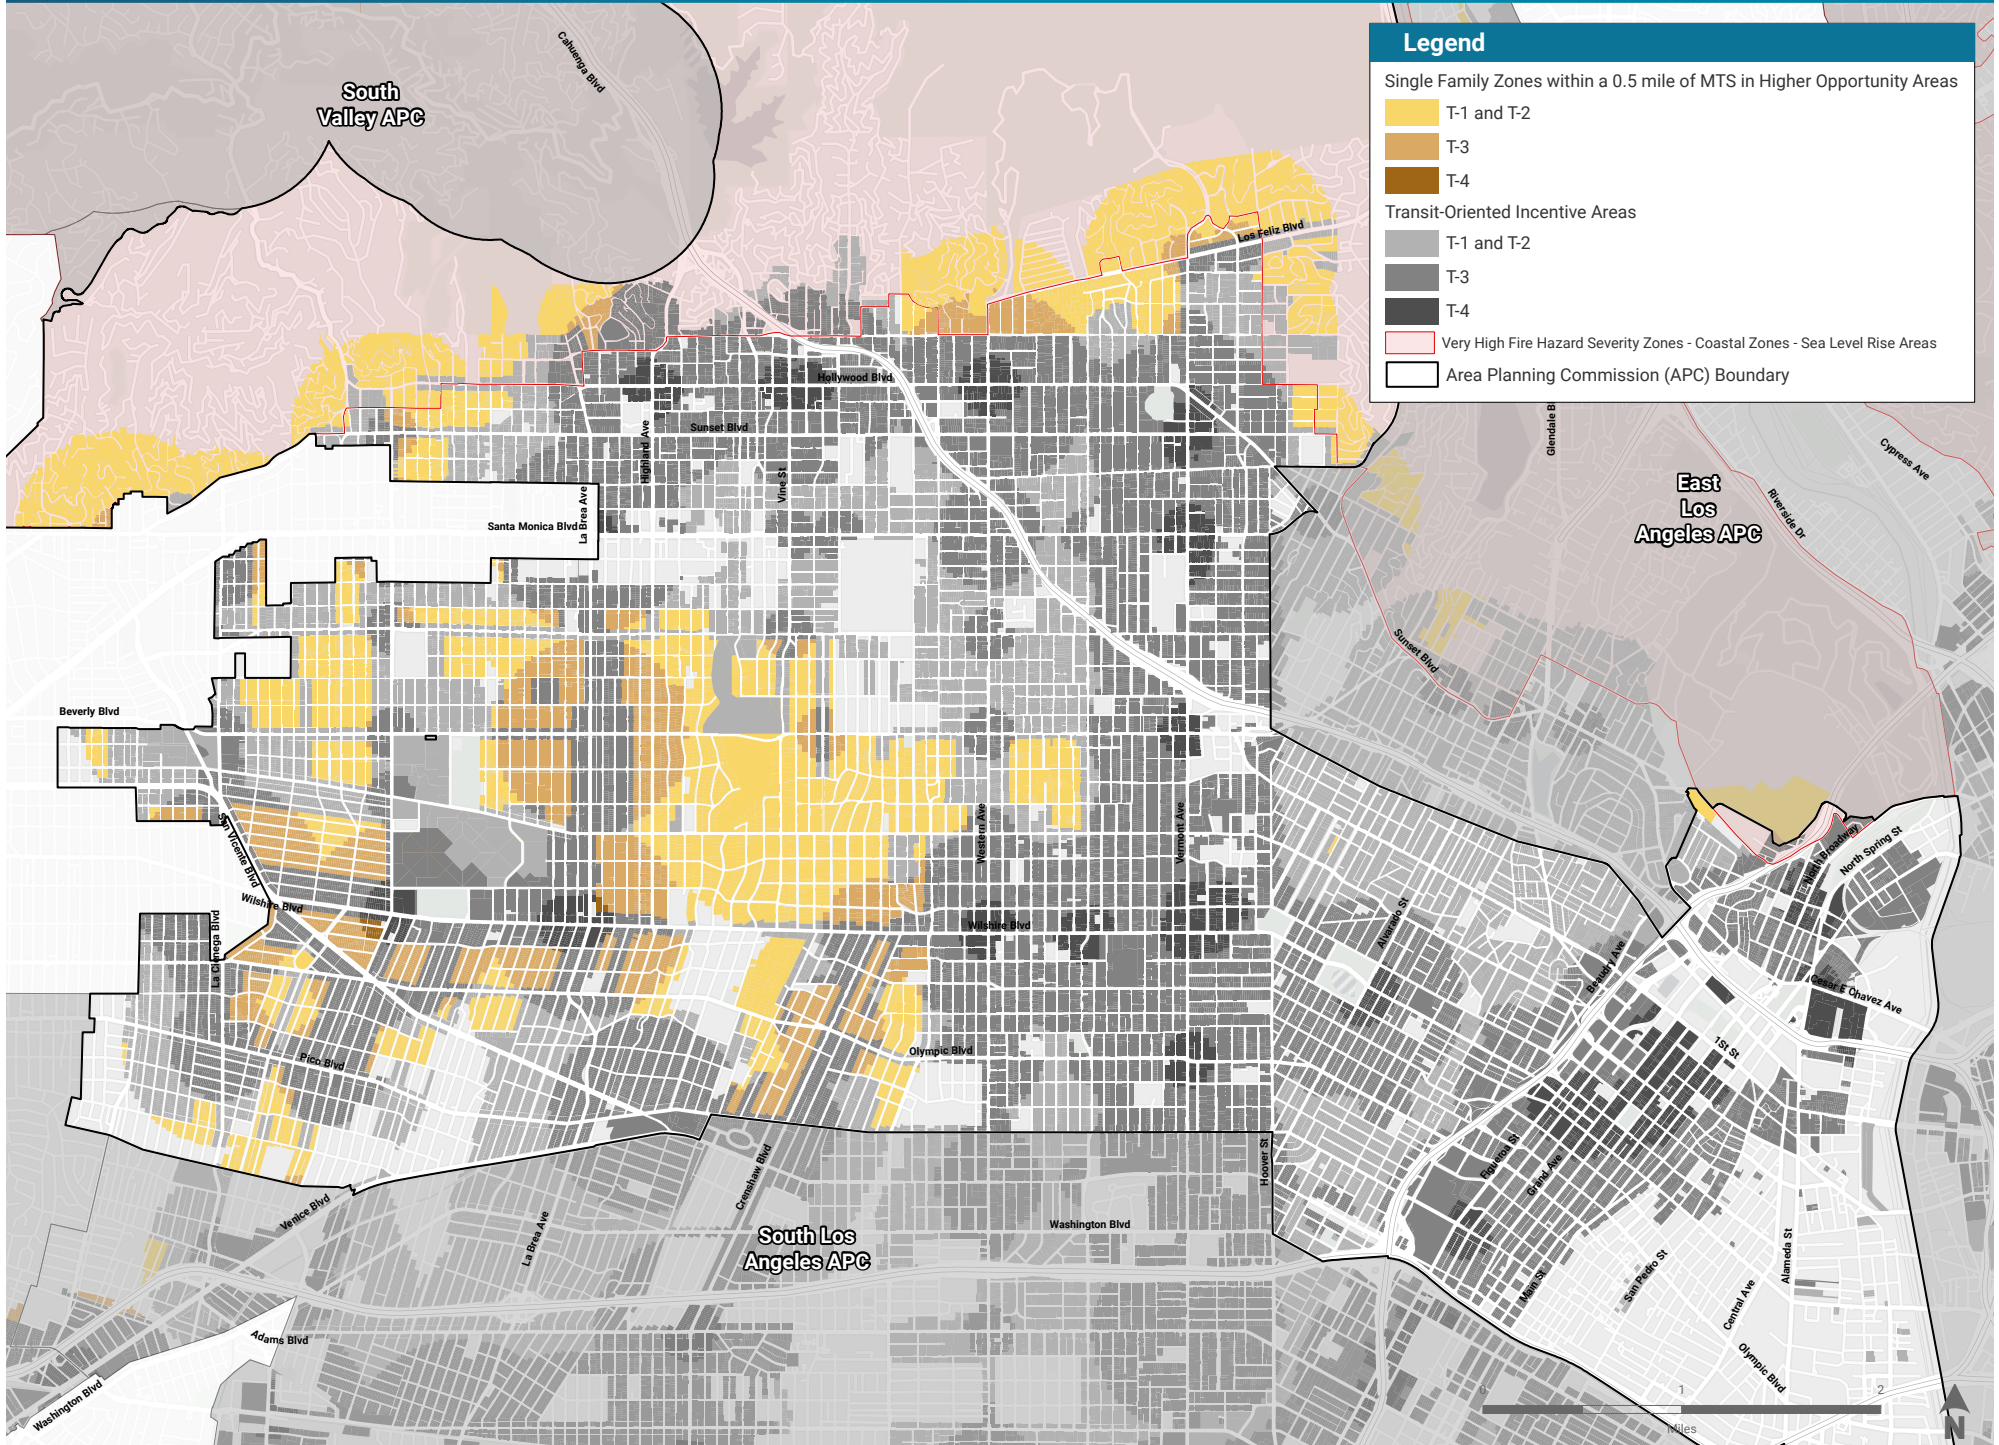 Legend
Single Family Zones within a 0.5 mile of MTS in Higher Opportunity Areas
T-1 and T-2
T-3
T-4
Transit-Oriented Incentive Areas
T-1 and T-2
T-3
T-4
Very High Fire Hazard Severity Zones - Coastal Zones - Sea Level Rise Areas
Area Planning Commission (APC) Boundary
South
Valley APC
Cahuenga Blvd
Los Feliz Blvd
Hollywood Blvd
Sunset Blvd
Highland Ave
Vine St
La Brea Ave
Santa Monica Blvd
Glendale B
Cypress Ave
Riverside Dr
East
Los
Angeles APC
Sunset Blvd
Beverly Blvd
San Vicente Blvd
Western Ave
Vermont Ave
Wilshire Blvd
Wilshire Blvd
La Cienega Blvd
Alvarado St
Beaudry Ave
North Broadway
North Spring St
Cesar E Chavez Ave
1St St
Pico Blvd
Olympic Blvd
Figueroa St
Grand Ave
Hoover St
Crenshaw Blvd
Venice Blvd
La Brea Ave
South Los
Angeles APC
Washington Blvd
Main St
San Pedro St
Alameda St
Central Ave
Olympic Blvd
Adams Blvd
Washington Blvd
0
1
2
Miles
N